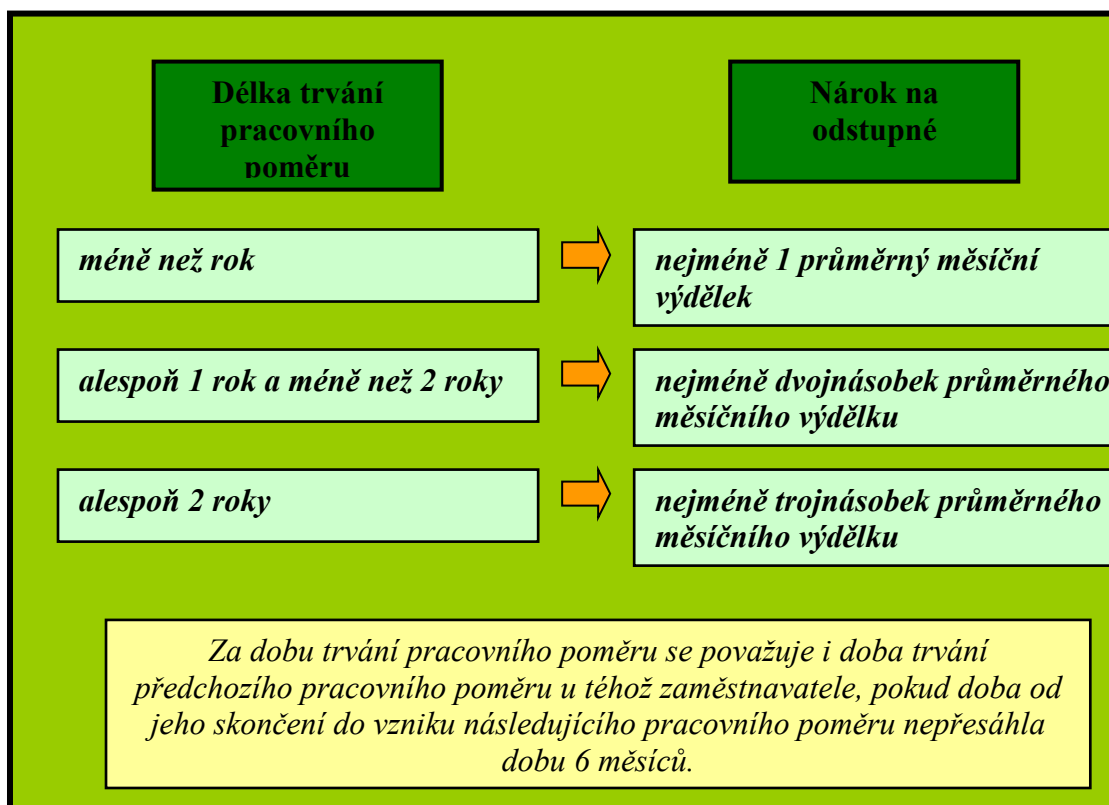 Délka trvání
pracovního
poměru
Nárok na
odstupné
méně než rok
nejméně 1 průměrný měsíční
výdělek
alespoň 1 rok a méně než 2 roky
nejméně dvojnásobek průměrného
měsíčního výdělku
alespoň 2 roky
nejméně trojnásobek průměrného
měsíčního výdělku
Za dobu trvání pracovního poměru se považuje i doba trvání
předchozího pracovního poměru u téhož zaměstnavatele, pokud doba od
jeho skončení do vzniku následujícího pracovního poměru nepřesáhla
dobu 6 měsíců.